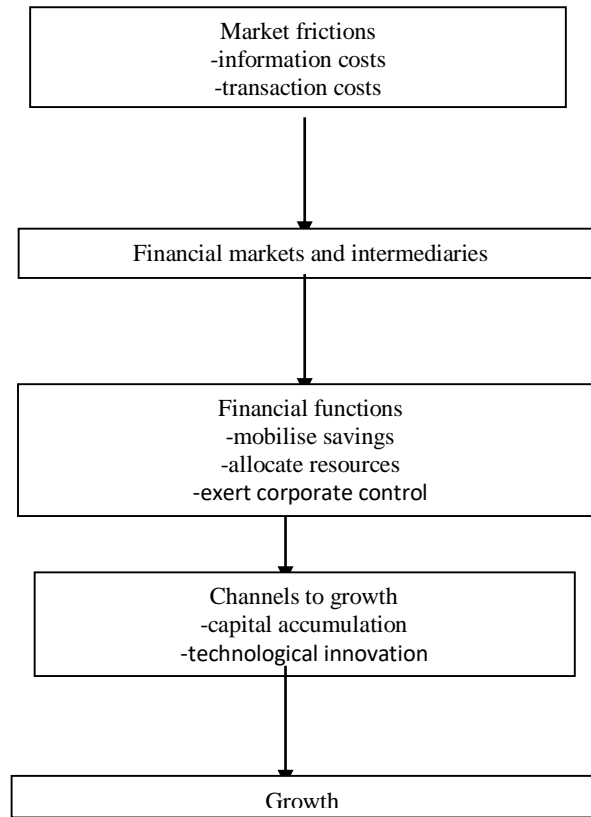 Market frictions
-information costs
-transaction costs
Financial markets and intermediaries
Financial functions
-mobilise savings
-allocate resources
-exert corporate control
Channels to growth
-capital accumulation
-technological innovation
Growth